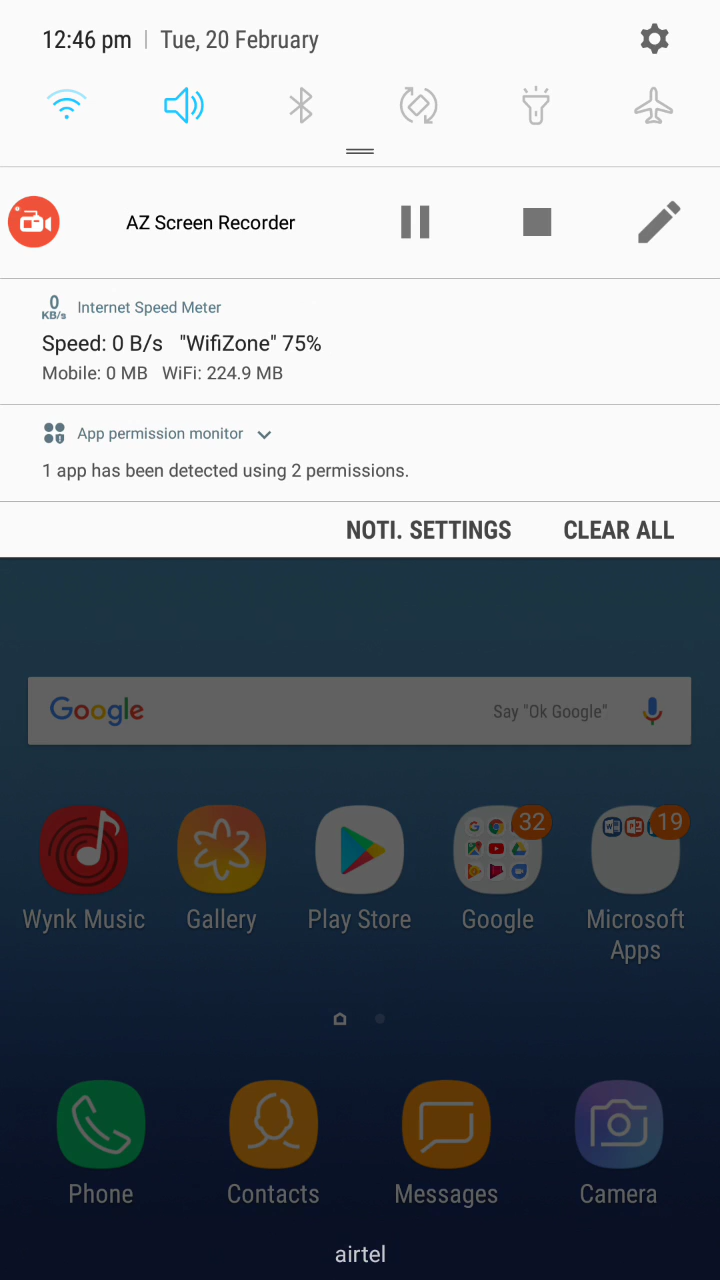 12:46 pm | Tue, 20 February
AZ Screen Recorder
0
KB/s
Internet Speed Meter
Speed: 0 B/s "WifiZone" 75%
Mobile: 0 MB WiFi: 224.9 MB
App permission monitor
1 app has been detected using 2 permissions.
NOTI. SETTINGS CLEAR ALL
Google Say "Ok Google"
32 19
Wynk Music Gallery Play Store Google Microsoft Apps
Phone Contacts Messages Camera
airtel